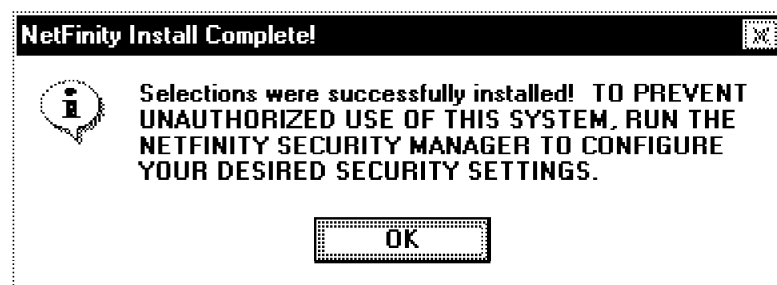 NetFinity Install Complete!
Selections were successfully installed!  TO PREVENT
UNAUTHORIZED USE OF THIS SYSTEM, RUN THE
NETFINITY SECURITY MANAGER TO CONFIGURE
YOUR DESIRED SECURITY SETTINGS.
OK